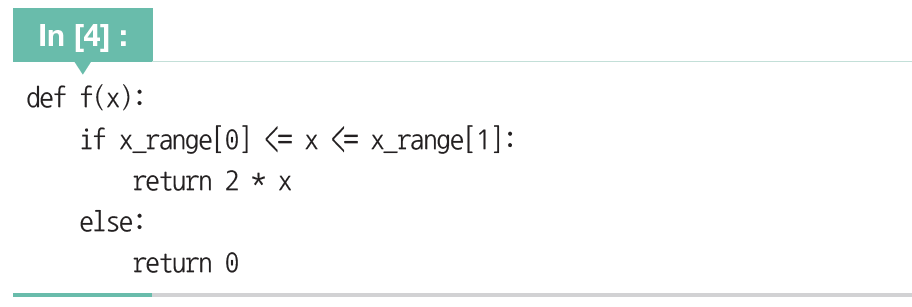 In [4] :
def f(x):
    if x_range[0] <= x <= x_range[1]:
        return 2 * x
    else:
        return 0